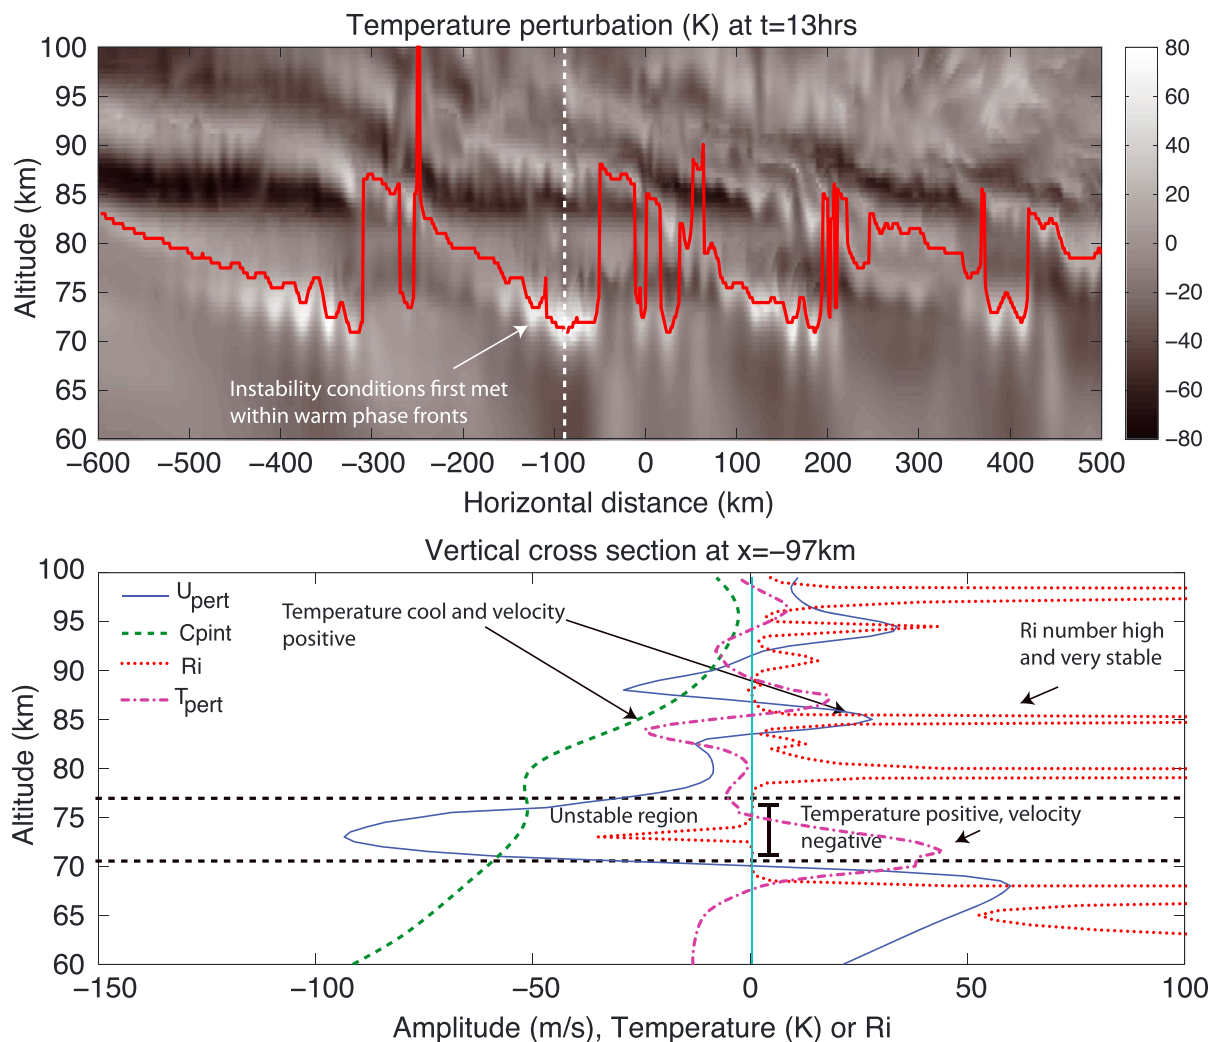 Temperature perturbation (K) at t=13hrs
100
95
90
85
80
75
70
65
60
Altitude (km)
Instability conditions first met
within warm phase fronts
−600
−500
−400
−300
−200
−100
0
100
200
300
400
500
Horizontal distance (km)
80
60
40
20
0
−20
−40
−60
−80
Vertical cross section at x=−97km
100
95
90
85
80
75
70
65
60
Altitude (km)
Upert
Cpint
Ri
Tpert
Temperature cool and velocity
positive
Ri number high
and very stable
Unstable region
Temperature positive, velocity
negative
−150
−100
−50
0
50
100
Amplitude (m/s), Temperature (K) or Ri